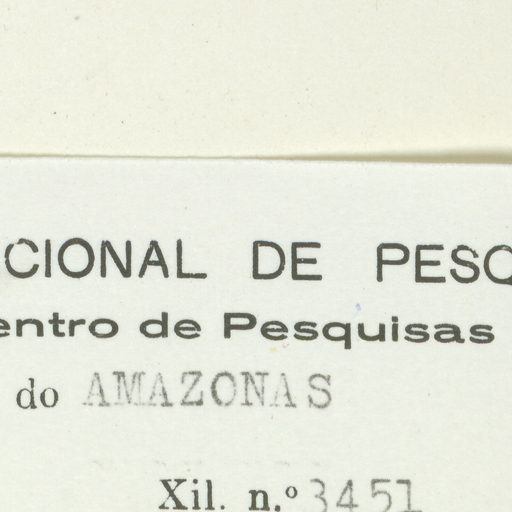 CIONAL DE PESQ
entro de Pesquisas
do AMAZONAS
Xil. n.º 3451